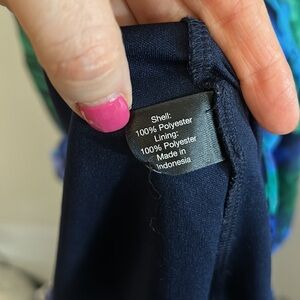 Shell:
100% Polyester
Lining:
100% Polyester
Made in
Indonesia